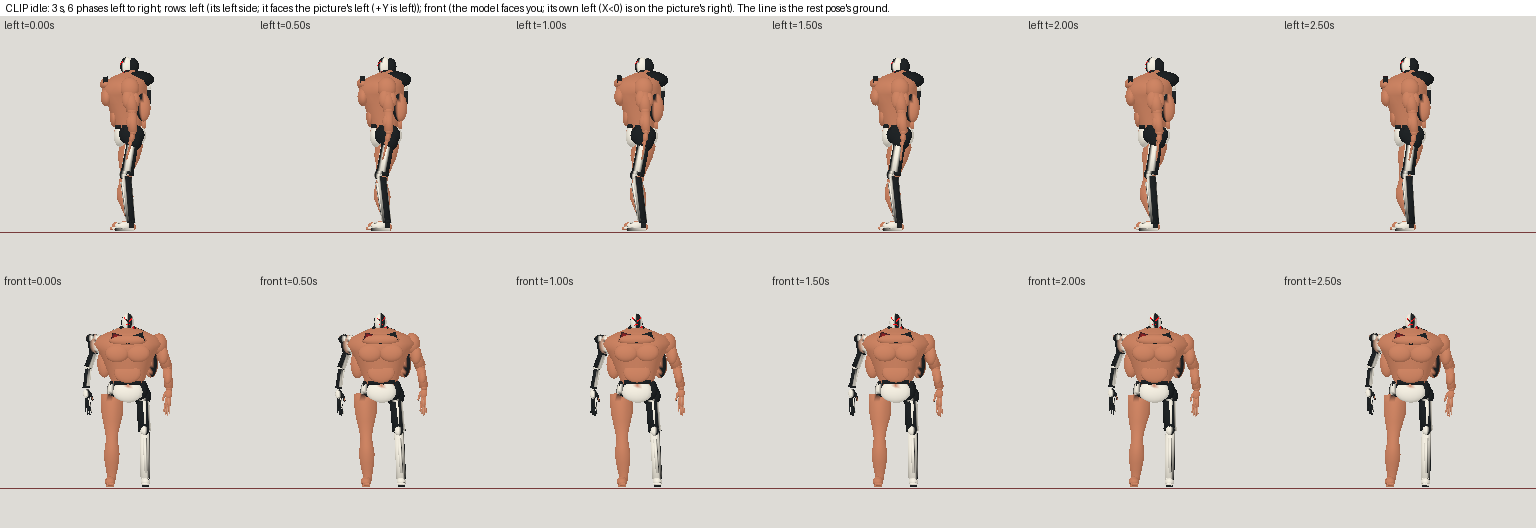 CLIP idle: 3 s, 6 phases left to right; rows: left (its left side; it faces the picture's left (+Y is left)); front (the model faces you; its own left (X<0) is on the picture's right). The line is the rest pose's ground.
left t=0.00s left t=0.50s left t=1.00s left t=1.50s left t=2.00s left t=2.50s
front t=0.00s front t=0.50s front t=1.00s front t=1.50s front t=2.00s front t=2.50s